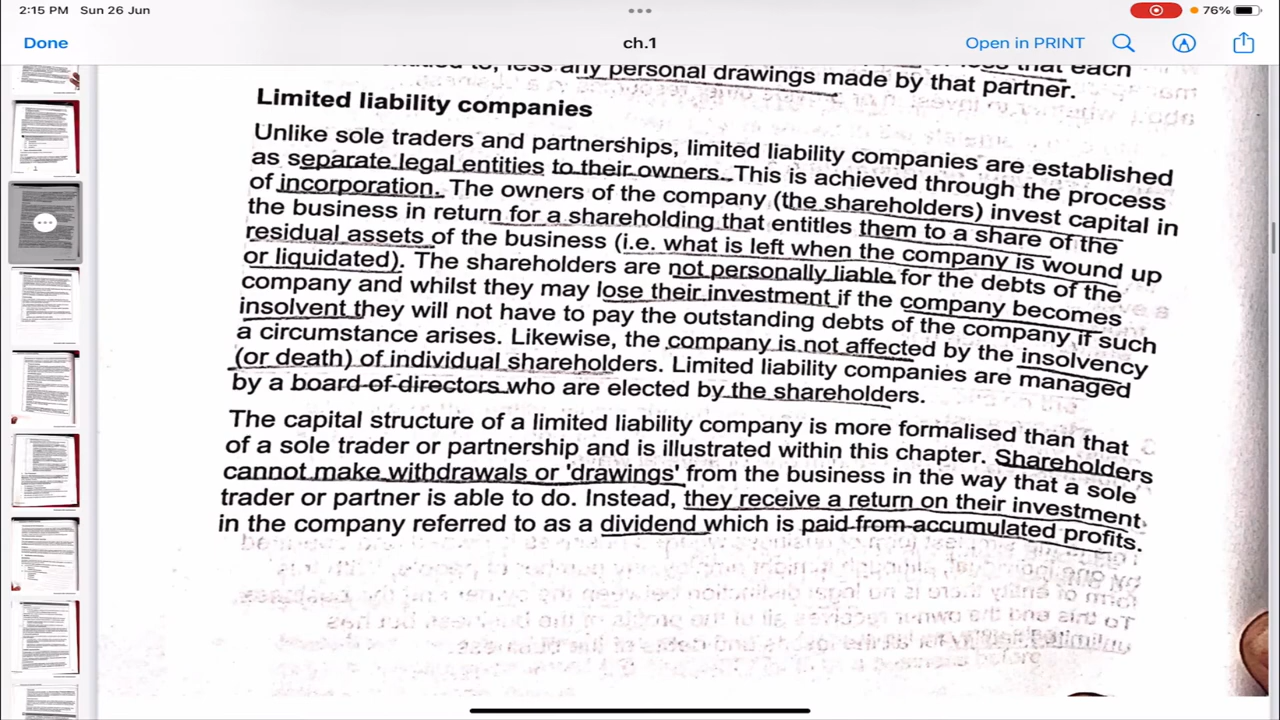 2:15 PM Sun 26 Jun
76%
Done
ch.1
Open in PRINT
less any personal drawings made by that partner.
Limited liability companies
Unlike sole traders and partnerships, limited liability companies are established
as separate legal entities to their owners. This is achieved through the process
of incorporation. The owners of the company (the shareholders) invest capital in
the business in return for a shareholding that entitles them to a share of the
residual assets of the business (i.e. what is left when the company is wound up
or liquidated). The shareholders are not personally liable for the debts of the
company and whilst they may lose their investment if the company becomes
insolvent they will not have to pay the outstanding debts of the company if such
a circumstance arises. Likewise, the company is not affected by the insolvency
(or death) of individual shareholders. Limited liability companies are managed
by a board of directors who are elected by the shareholders.
The capital structure of a limited liability company is more formalised than that
of a sole trader or partnership and is illustrated within this chapter. Shareholders
cannot make withdrawals or 'drawings' from the business in the way that a sole
trader or partner is able to do. Instead, they receive a return on their investment
in the company referred to as a dividend which is paid from accumulated profits.